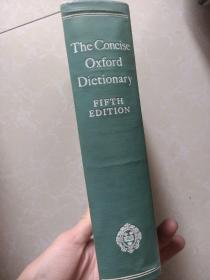 The Concise
Oxford
Dictionary
FIFTH
EDITION